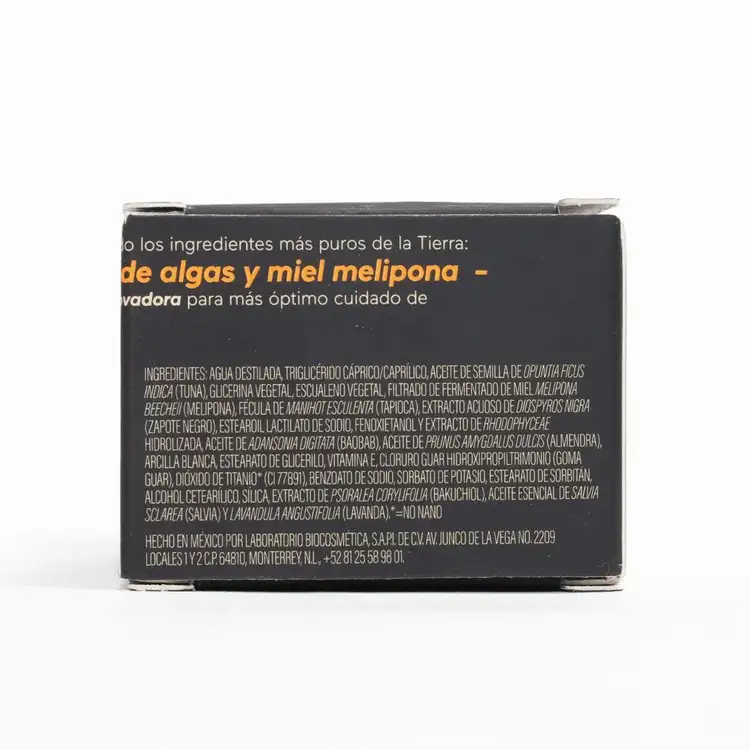 o los ingredientes más puros de la Tierra:
de algas y miel melipona –
ovadora para más óptimo cuidado de
INGREDIENTES: AGUA DESTILADA, TRIGLICÉRIDO CÁPRICO/CAPRÍLICO, ACEITE DE SEMILLA DE OPUNTIA FICUS
INDICA (TUNA), GLICERINA VEGETAL, ESCUALENO VEGETAL, FILTRADO DE FERMENTADO DE MIEL MELIPONA
BEECHEII (MELIPONA), FÉCULA DE MANIHOT ESCULENTA (TAPIOCA), EXTRACTO ACUOSO DE DIOSPYROS NIGRA
(ZAPOTE NEGRO), ESTEAROIL LACTILATO DE SODIO, FENOXIETANOL Y EXTRACTO DE RHODOPHYCEAE
HIDROLIZADA, ACEITE DE ADANSONIA DIGITATA (BAOBAB), ACEITE DE PRUNUS AMYGDALUS DULCIS (ALMENDRA),
ARCILLA BLANCA, ESTEARATO DE GLICERILO, VITAMINA E, CLORURO GUAR HIDROXIPROPILTRIMONIO (GOMA
GUAR), DIÓXIDO DE TITANIO* (CI 77891), BENZOATO DE SODIO, SORBATO DE POTASIO, ESTEARATO DE SORBITÁN,
ALCOHOL CETEARÍLICO, SÍLICA, EXTRACTO DE PSORALEA CORYLIFOLIA (BAKUCHIOL), ACEITE ESENCIAL DE SALVIA
SCLAREA (SALVIA) Y LAVANDULA ANGUSTIFOLIA (LAVANDA).*=NO NANO
HECHO EN MÉXICO POR LABORATORIO BIOCOSMÉTICA, S.A.P.I. DE C.V. AV. JUNCO DE LA VEGA NO. 2209
LOCALES 1 Y 2 C.P. 64810, MONTERREY, N.L., +52 81 25 58 98 01.